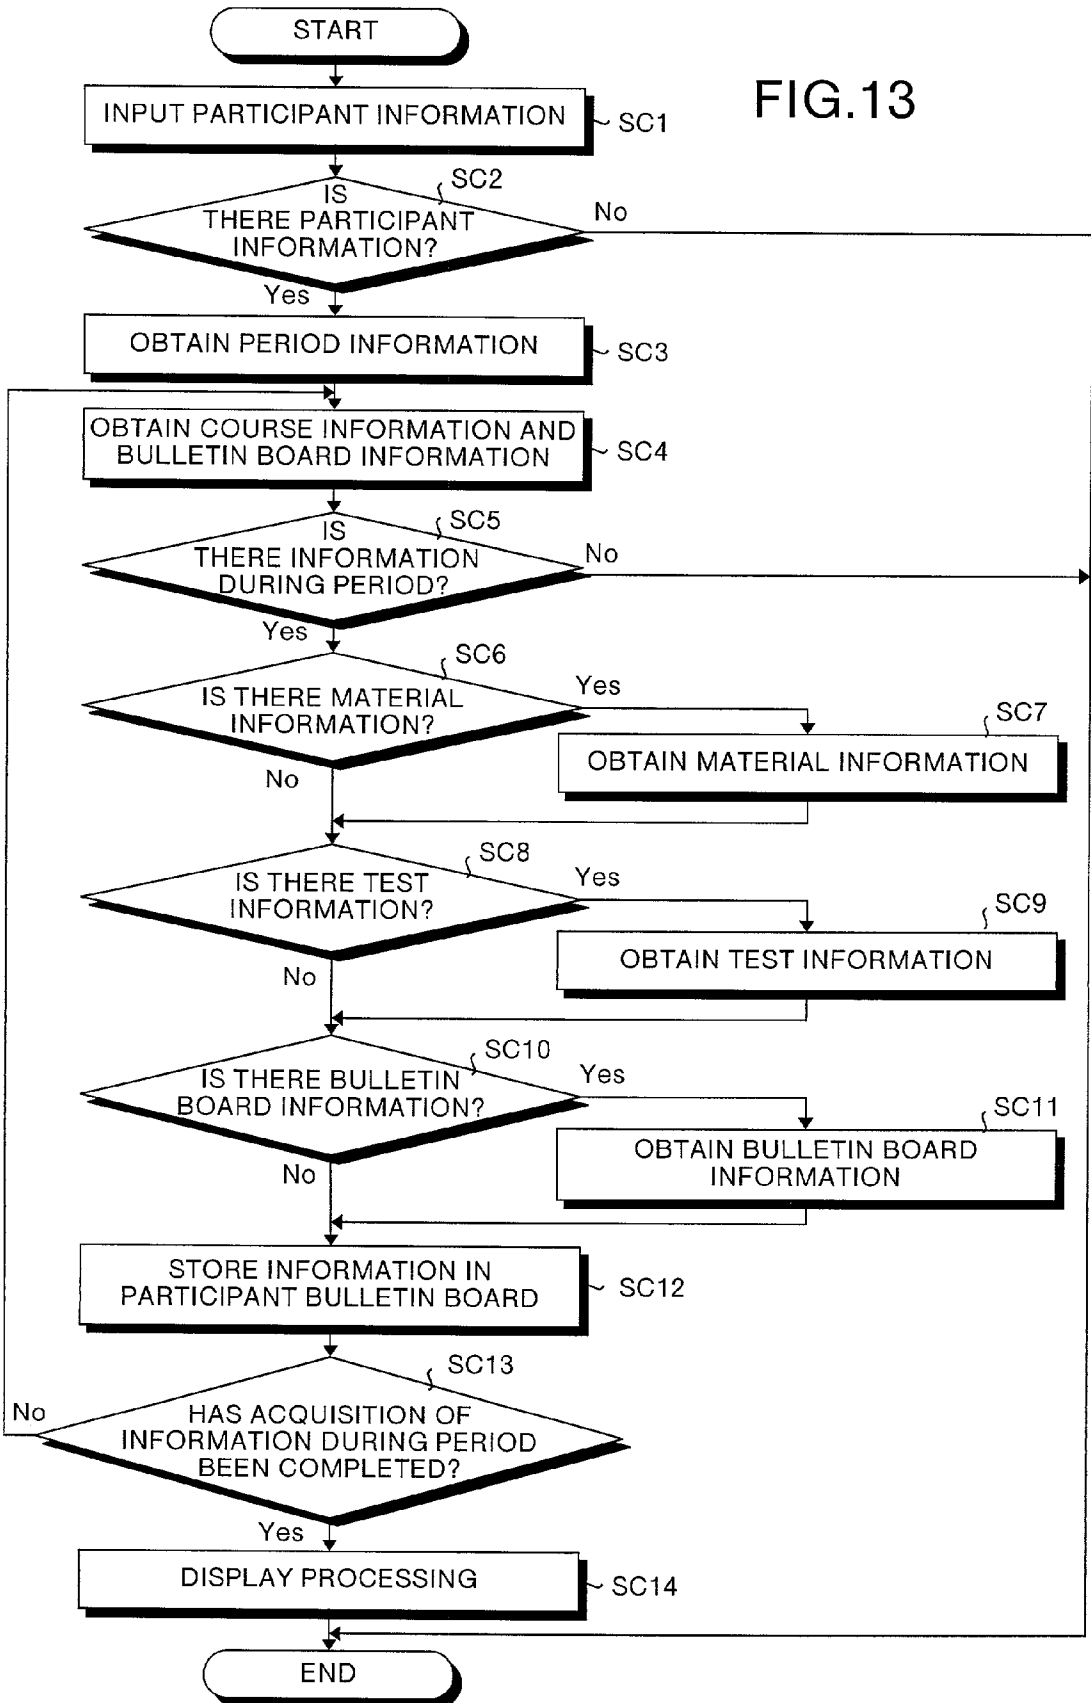 START
FIG.13
INPUT PARTICIPANT INFORMATION
SC1
SC2
IS
THERE PARTICIPANT
INFORMATION?
No
Yes
OBTAIN PERIOD INFORMATION
SC3
OBTAIN COURSE INFORMATION AND
BULLETIN BOARD INFORMATION
SC4
SC5
IS
THERE INFORMATION
DURING PERIOD?
No
Yes
SC6
IS THERE MATERIAL
INFORMATION?
Yes
No
SC7
OBTAIN MATERIAL INFORMATION
SC8
IS THERE TEST
INFORMATION?
Yes
No
SC9
OBTAIN TEST INFORMATION
SC10
IS THERE BULLETIN
BOARD INFORMATION?
Yes
No
SC11
OBTAIN BULLETIN BOARD
INFORMATION
STORE INFORMATION IN
PARTICIPANT BULLETIN BOARD
SC12
SC13
No
HAS ACQUISITION OF
INFORMATION DURING PERIOD
BEEN COMPLETED?
Yes
DISPLAY PROCESSING
SC14
END